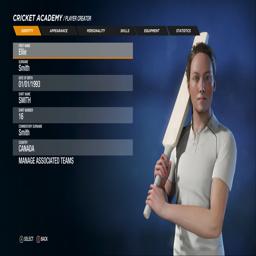 CRICKET ACADEMY / PLAYER CREATOR
IDENTITY APPEARANCE PERSONALITY SKILLS EQUIPMENT STATISTICS
FIRST NAME
Ellie
SURNAME
Smith
DATE OF BIRTH
01/01/1993
SHIRT NAME
SMITH
SHIRT NUMBER
16
COMMENTARY SURNAME
Smith
COUNTRY
CANADA
MANAGE ASSOCIATED TEAMS
SELECT BACK